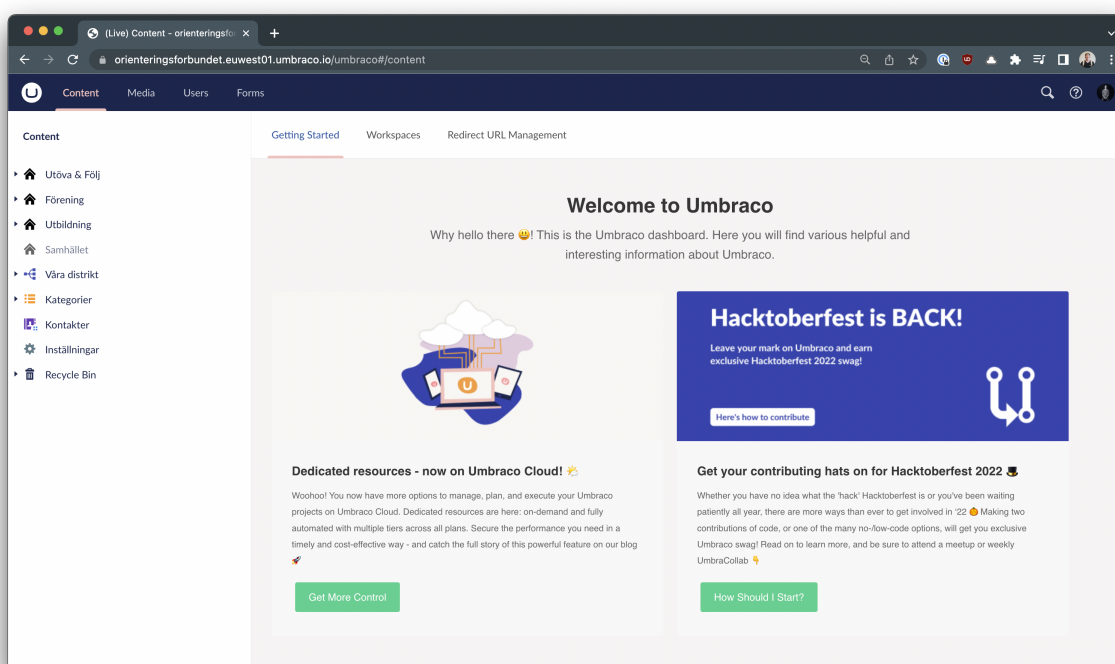 (Live) Content - orienteringsfo
orienteringsforbundet.euwest01.umbraco.io/umbraco#/content
Content Media Users Forms
Content
Getting Started Workspaces Redirect URL Management
Utöva & Följ
Förening
Utbildning
Samhället
Våra distrikt
Kategorier
Kontakter
Inställningar
Recycle Bin
Welcome to Umbraco
Why hello there 😃! This is the Umbraco dashboard. Here you will find various helpful and
interesting information about Umbraco.
Dedicated resources - now on Umbraco Cloud! 🌤️
Woohoo! You now have more options to manage, plan, and execute your Umbraco
projects on Umbraco Cloud. Dedicated resources are here: on-demand and fully
automated with multiple tiers across all plans. Secure the performance you need in a
timely and cost-effective way - and catch the full story of this powerful feature on our blog
🚀
Get More Control
Hacktoberfest is BACK!
Leave your mark on Umbraco and earn
exclusive Hacktoberfest 2022 swag!
Here's how to contribute
Get your contributing hats on for Hacktoberfest 2022 🎩
Whether you have no idea what the 'hack' Hacktoberfest is or you've been waiting
patiently all year, there are more ways than ever to get involved in '22 🎃 Making two
contributions of code, or one of the many no-/low-code options, will get you exclusive
Umbraco swag! Read on to learn more, and be sure to attend a meetup or weekly
UmbraCollab 👇
How Should I Start?